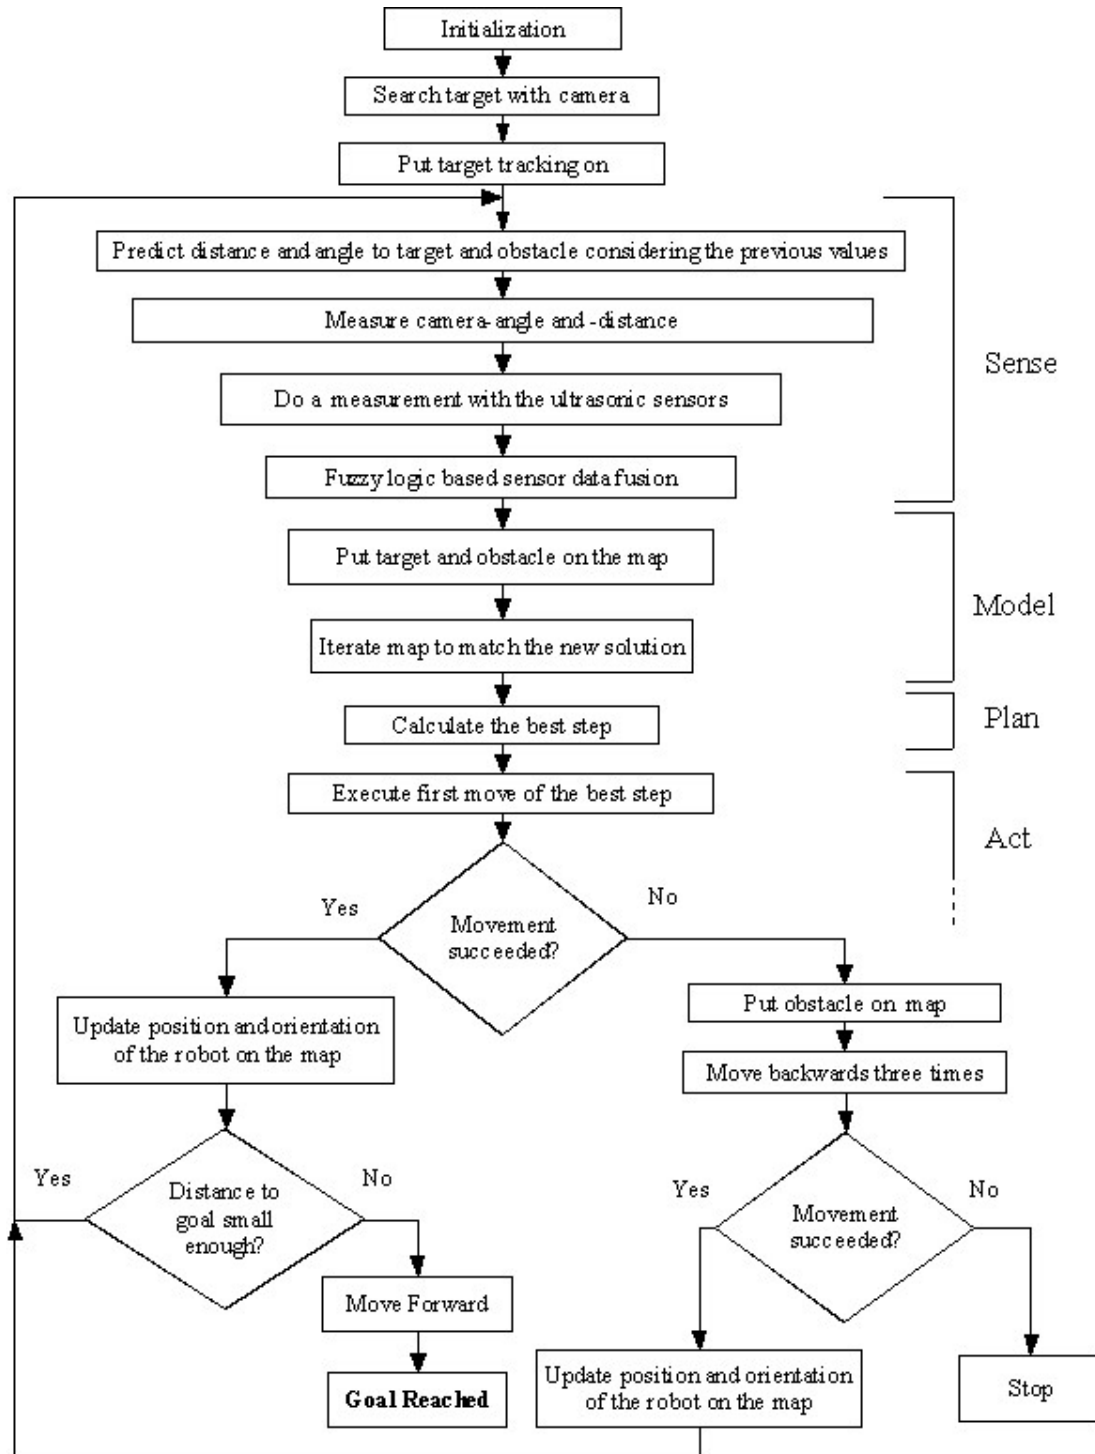 Initialization
Search target with camera
Put target tracking on
Predict distance and angle to target and obstacle considering the previous values
Measure camera-angle and -distance
Do a measurement with the ultrasonic sensors
Fuzzy logic based sensor data fusion
Sense
Put target and obstacle on the map
Iterate map to match the new solution
Model
Calculate the best step
Plan
Execute first move of the best step
Act
Yes
No
Movement
succeeded?
Update position and orientation
of the robot on the map
Put obstacle on map
Move backwards three times
Yes
No
Distance to
goal small
enough?
Yes
No
Movement
succeeded?
Move Forward
Goal Reached
Update position and orientation
of the robot on the map
Stop